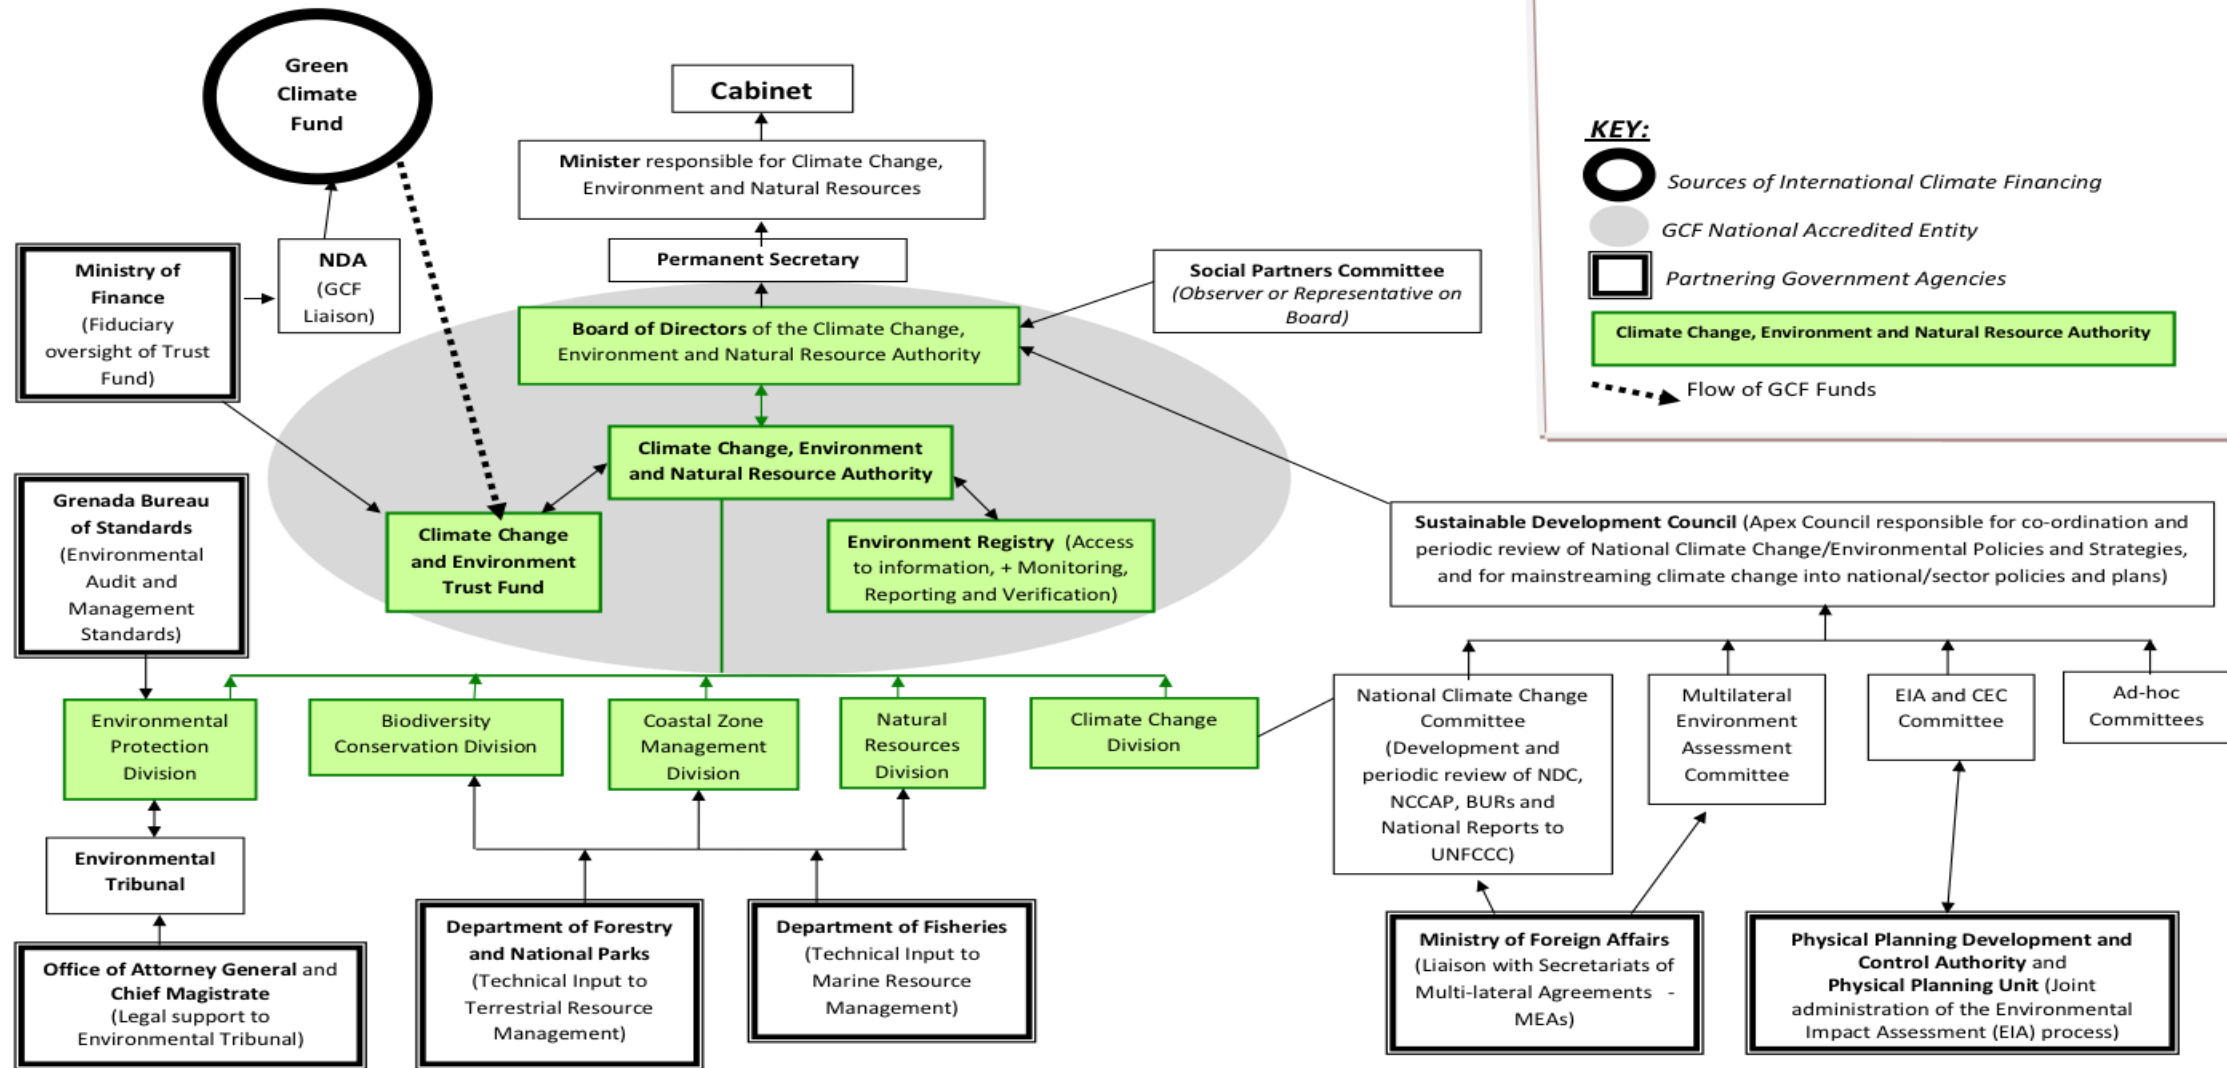 Green
Climate
Fund
Cabinet
Minister responsible for Climate Change,
Environment and Natural Resources
Permanent Secretary
NDA
(GCF
Liaison)
Ministry of
Finance
(Fiduciary
oversight of Trust
Fund)
Social Partners Committee
(Observer or Representative on
Board)
Board of Directors of the Climate Change,
Environment and Natural Resource Authority
KEY:
Sources of International Climate Financing
GCF National Accredited Entity
Partnering Government Agencies
Climate Change, Environment and Natural Resource Authority
Flow of GCF Funds
Climate Change, Environment
and Natural Resource Authority
Climate Change
and Environment
Trust Fund
Environment Registry (Access
to information, + Monitoring,
Reporting and Verification)
Grenada Bureau
of Standards
(Environmental
Audit and
Management
Standards)
Sustainable Development Council (Apex Council responsible for co-ordination and
periodic review of National Climate Change/Environmental Policies and Strategies,
and for mainstreaming climate change into national/sector policies and plans)
Environmental
Protection
Division
Biodiversity
Conservation Division
Coastal Zone
Management
Division
Natural
Resources
Division
Climate Change
Division
National Climate Change
Committee
(Development and
periodic review of NDC,
NCCAP, BURs and
National Reports to
UNFCCC)
Multilateral
Environment
Assessment
Committee
EIA and CEC
Committee
Ad-hoc
Committees
Environmental
Tribunal
Office of Attorney General and
Chief Magistrate
(Legal support to
Environmental Tribunal)
Department of Forestry
and National Parks
(Technical Input to
Terrestrial Resource
Management)
Department of Fisheries
(Technical Input to
Marine Resource
Management)
Ministry of Foreign Affairs
(Liaison with Secretariats of
Multi-lateral Agreements -
MEAs)
Physical Planning Development and
Control Authority and
Physical Planning Unit (Joint
administration of the Environmental
Impact Assessment (EIA) process)